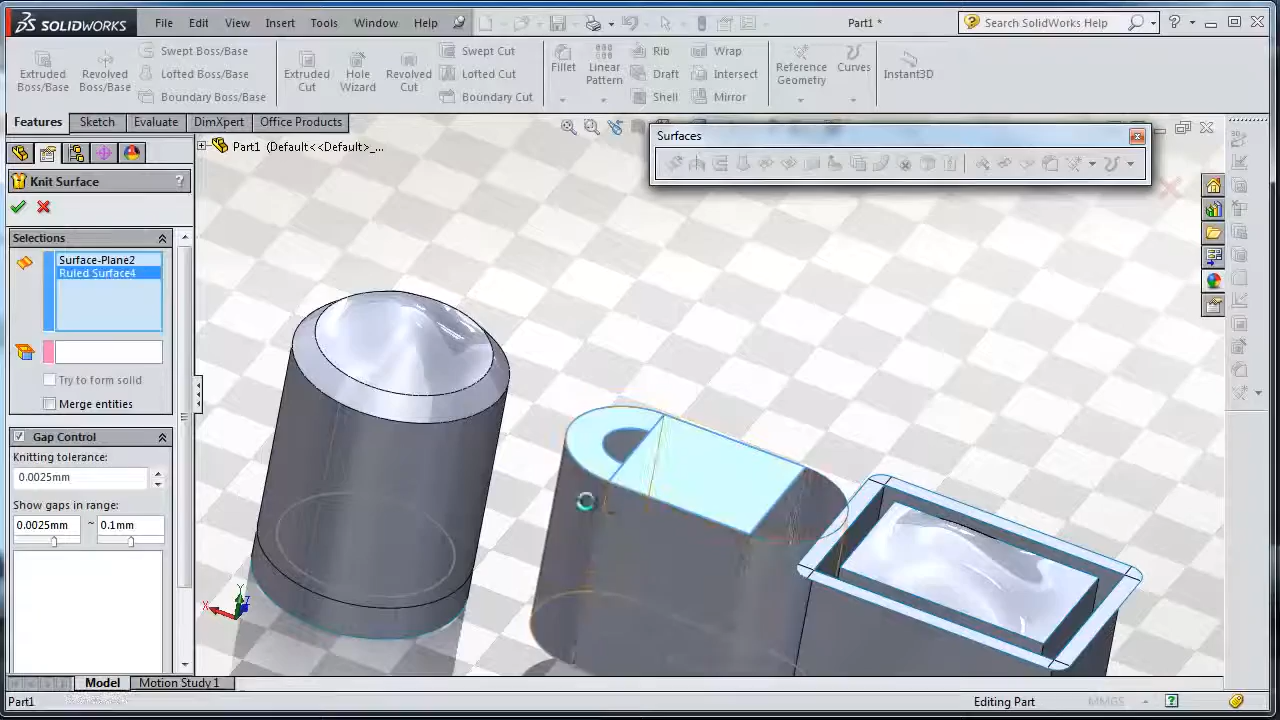 SOLIDWORKS File Edit View Insert Tools Window Help Part1 * Search SolidWorks Help
Extruded Boss/Base
Revolved Boss/Base
Swept Boss/Base
Lofted Boss/Base
Boundary Boss/Base
Extruded Cut
Hole Wizard
Revolved Cut
Swept Cut
Lofted Cut
Boundary Cut
Fillet
Linear Pattern
Rib
Draft
Shell
Wrap
Intersect
Mirror
Reference Geometry
Curves
Instant3D
Features Sketch Evaluate DimXpert Office Products
Surfaces
Part1 (Default<<Default>_...
Knit Surface ?
Selections
Surface-Plane2
Ruled Surface4
Try to form solid
Merge entities
Gap Control
Knitting tolerance:
0.0025mm
Show gaps in range:
0.0025mm ~ 0.1mm
Y
X Z
Model Motion Study 1
Part1 Editing Part MMGS